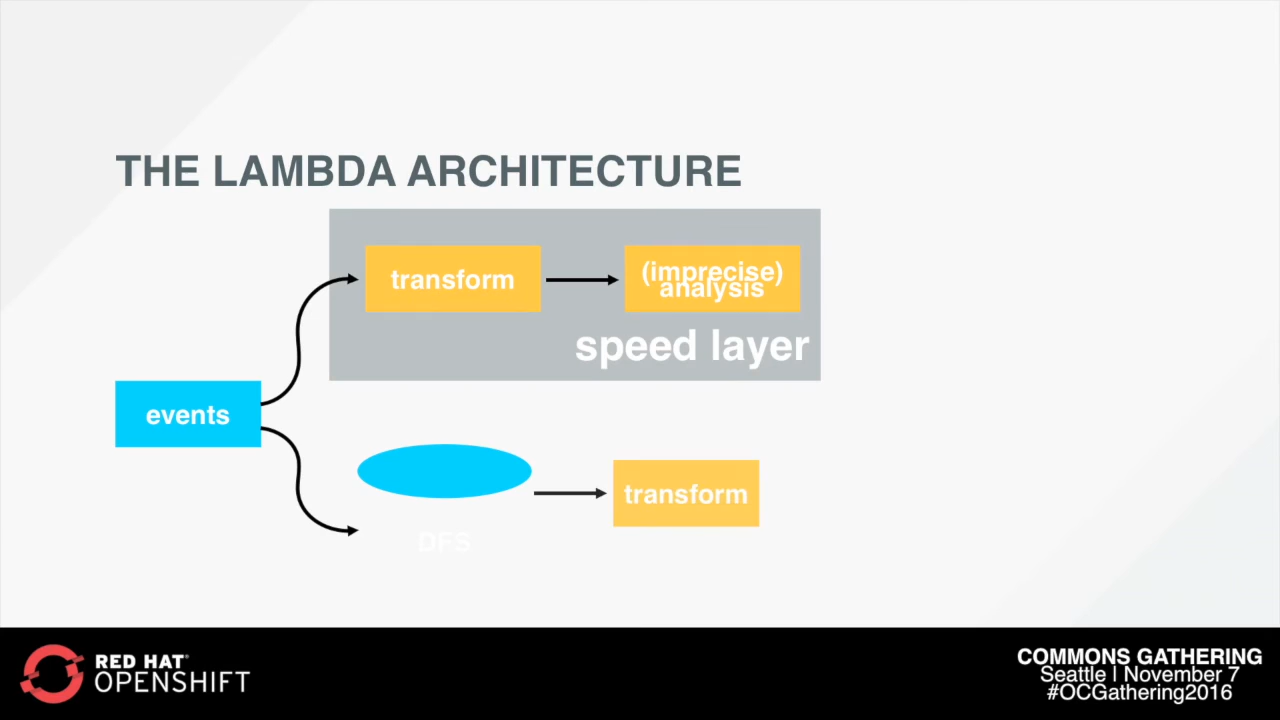 THE LAMBDA ARCHITECTURE
transform
(imprecise)
analysis
speed layer
events
transform
DFS
RED HAT®
OPENSHIFT
COMMONS GATHERING
Seattle | November 7
#OCGathering2016